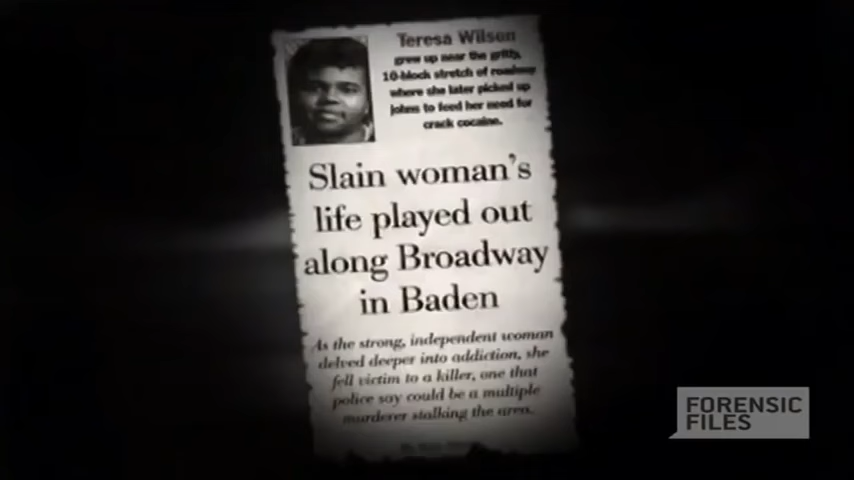 Teresa Wilson
grew up near the gritty,
10-block stretch of roadway
where she later picked up
johns to feed her need for
crack cocaine.
Slain woman's
life played out
along Broadway
in Baden
As the strong, independent woman
delved deeper into addiction, she
fell victim to a killer, one that
police say could be a multiple
murderer stalking the area.
FORENSIC
FILES